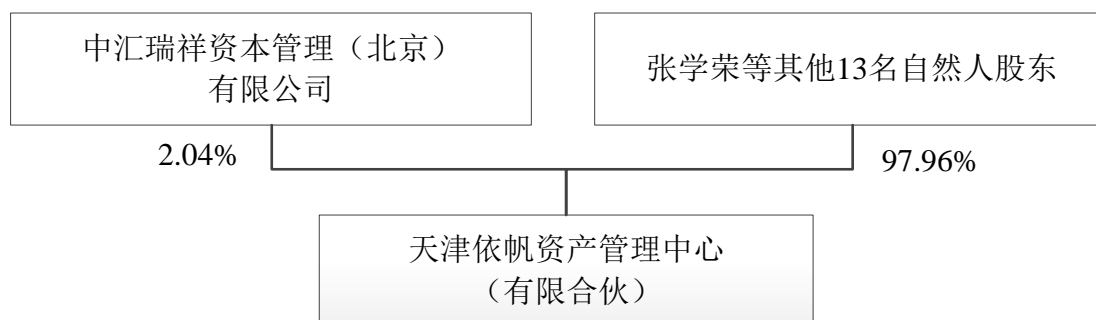 中汇瑞祥资本管理（北京）
有限公司
张学荣等其他13名自然人股东
2.04%
97.96%
天津依帆资产管理中心
（有限合伙）